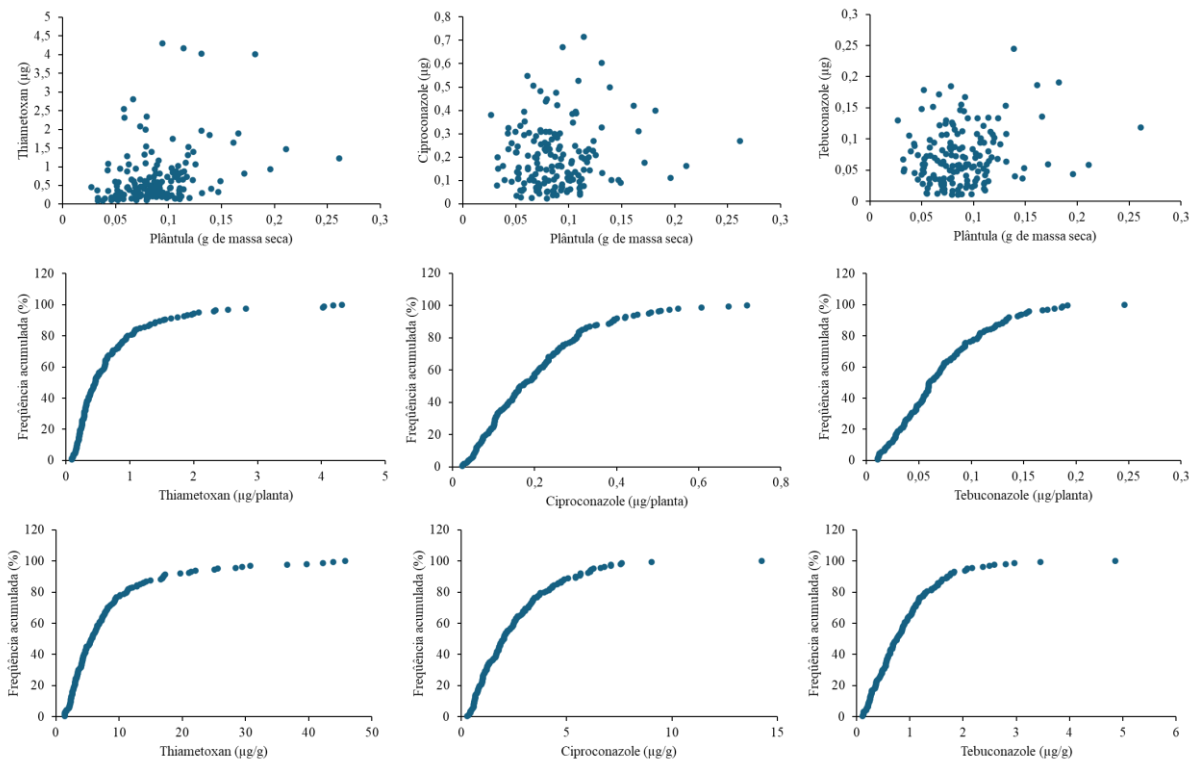 Thiametoxan (µg)
5
4,5
4
3,5
3
2,5
2
1,5
1
0,5
0
0 0,05 0,1 0,15 0,2 0,25 0,3
Plântula (g de massa seca)
Ciproconazole (µg)
0,8
0,7
0,6
0,5
0,4
0,3
0,2
0,1
0
0 0,05 0,1 0,15 0,2 0,25 0,3
Plântula (g de massa seca)
Tebuconazole (µg)
0,3
0,25
0,2
0,15
0,1
0,05
0
0 0,05 0,1 0,15 0,2 0,25 0,3
Plântula (g de massa seca)
Freqûência acumulada (%)
120
100
80
60
40
20
0
0 1 2 3 4 5
Thiametoxan (µg/planta)
Freqûência acumulada (%)
120
100
80
60
40
20
0
0 0,2 0,4 0,6 0,8
Ciproconazole (µg/planta)
Freqûência acumulada (%)
120
100
80
60
40
20
0
0 0,05 0,1 0,15 0,2 0,25 0,3
Tebuconazole (µg/planta)
Freqûência acumulada (%)
120
100
80
60
40
20
0
0 10 20 30 40 50
Thiametoxan (µg/g)
Freqûência acumulada (%)
120
100
80
60
40
20
0
0 5 10 15
Ciproconazole (µg/g)
Freqûência acumulada (%)
120
100
80
60
40
20
0
0 1 2 3 4 5 6
Tebuconazole (µg/g)